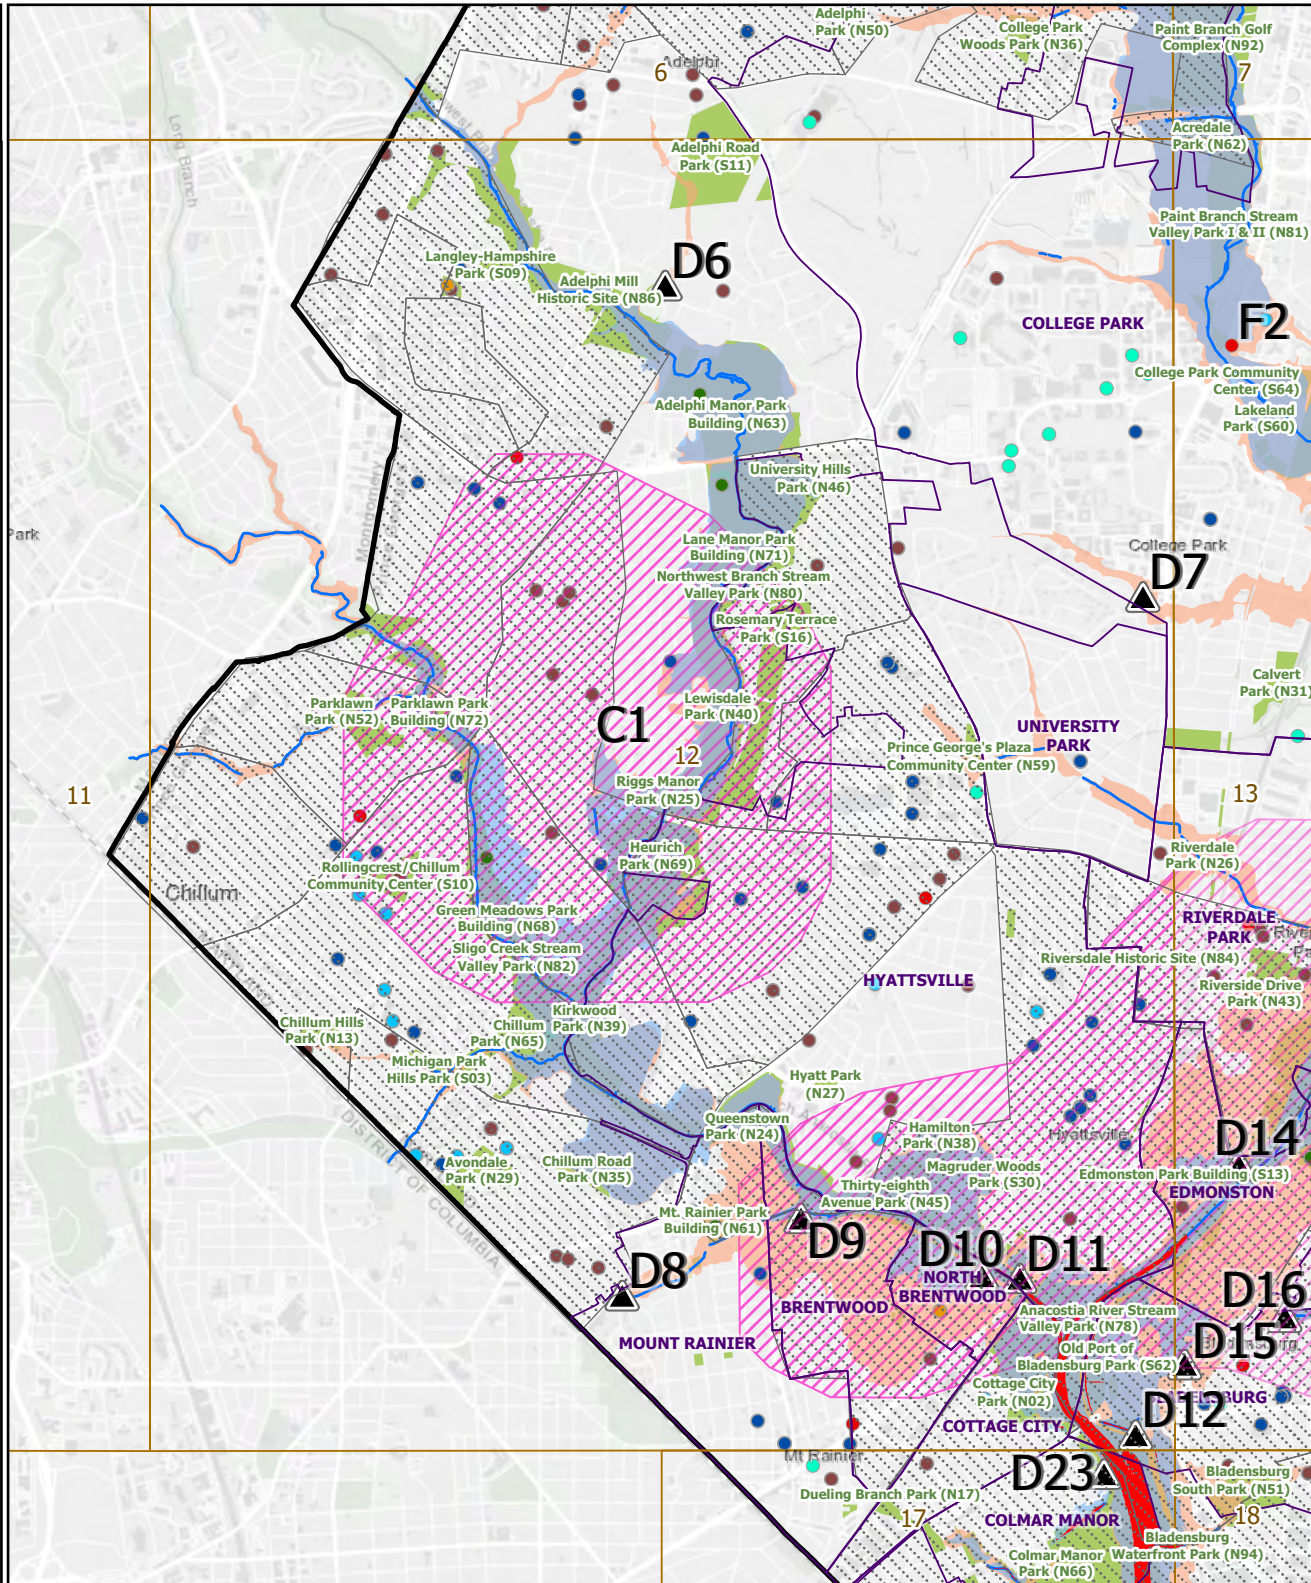 Adelphi
Park (N50)
College Park
Woods Park (N36)
Paint Branch Golf
Complex (N92)
6
Adelphi
7
Long Branch
Acredale
Park (N62)
Adelphi Road
Park (S11)
Paint Branch Stream
Valley Park I & II (N81)
Langley-Hampshire
Park (S09)
D6
Adelphi Mill
Historic Site (N86)
COLLEGE PARK
F2
College Park Community
Center (S64)
Adelphi Manor Park
Building (N63)
Lakeland
Park (S60)
University Hills
Park (N46)
Montgomery
Park
Lane Manor Park
Building (N71)
College Park
D7
Northwest Branch Stream
Valley Park (N80)
Rosemary Terrace
Park (S16)
Calvert
Park (N31)
Parklawn
Park (N52)
Parklawn Park
Building (N72)
C1
Lewisdale
Park (N40)
UNIVERSITY
PARK
12
Prince George's Plaza
Community Center (N59)
11
Riggs Manor
Park (N25)
13
Heurich
Park (N69)
Riverdale
Park (N26)
Rollingcrest/Chillum
Community Center (S10)
Chillum
Green Meadows Park
Building (N68)
RIVERDALE
PARK
Sligo Creek Stream
Valley Park (N82)
Riversdale Historic Site (N84)
HYATTSVILLE
Riverside Drive
Park (N43)
Kirkwood
Park (N39)
Chillum Hills
Park (N13)
Chillum
Park (N65)
Michigan Park
Hills Park (S03)
Hyatt Park
(N27)
DISTRICT OF COLUMBIA
Queenstown
Park (N24)
Hamilton
Park (N38)
Hyattsville
D14
Avondale
Park (N29)
Chillum Road
Park (N35)
Magruder Woods
Park (S30)
Edmonston Park Building (S13)
Thirty-eighth
Avenue Park (N45)
EDMONSTON
Mt. Rainier Park
Building (N61)
D9
D10
D11
D8
NORTH
BRENTWOOD
BRENTWOOD
D16
Anacostia River Stream
Valley Park (N78)
MOUNT RAINIER
D15
Bladensburg
Old Port of
Bladensburg Park (S62)
Cottage City
Park (N02)
COTTAGE CITY
D12
Mt Rainier
D23
Bladensburg
South Park (N51)
Dueling Branch Park (N17)
17
COLMAR MANOR
18
Bladensburg
Waterfront Park (N94)
Colmar Manor
Park (N66)